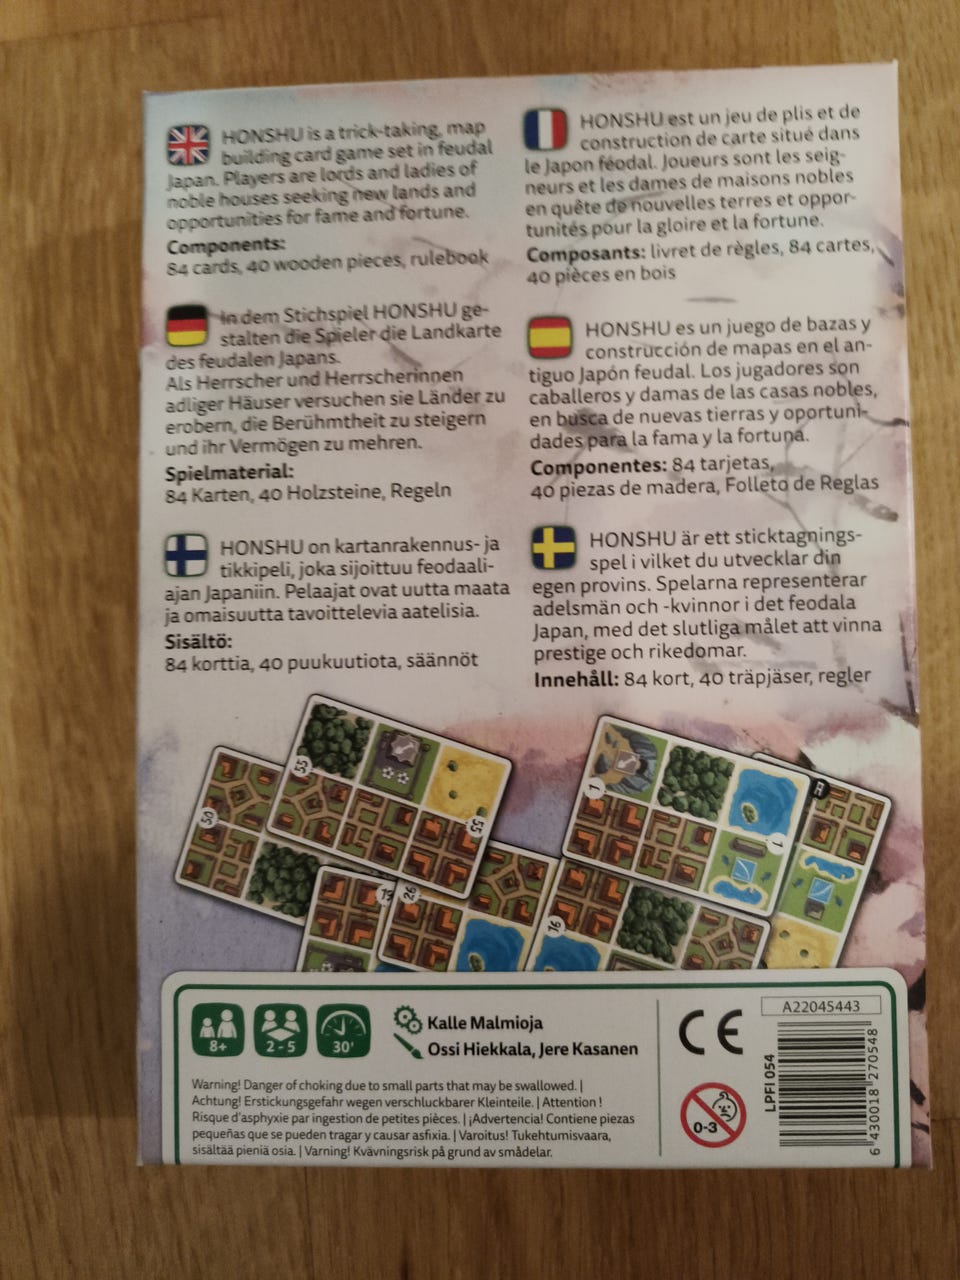 HONSHU is a trick-taking, map
building card game set in feudal
Japan. Players are lords and ladies of
noble houses seeking new lands and
opportunities for fame and fortune.
Components:
84 cards, 40 wooden pieces, rulebook
HONSHU est un jeu de plis et de
construction de carte situé dans
le Japon féodal. Joueurs sont les seig-
neurs et les dames de maisons nobles
en quête de nouvelles terres et oppor-
tunités pour la gloire et la fortune.
Composants: livret de règles, 84 cartes,
40 pièces en bois
In dem Stichspiel HONSHU ge-
stalten die Spieler die Landkarte
des feudalen Japans.
Als Herrscher und Herrscherinnen
adliger Häuser versuchen sie Länder zu
erobern, die Berühmtheit zu steigern
und ihr Vermögen zu mehren.
Spielmaterial:
84 Karten, 40 Holzsteine, Regeln
HONSHU es un juego de bazas y
construcción de mapas en el an-
tiguo Japón feudal. Los jugadores son
caballeros y damas de las casas nobles,
en busca de nuevas tierras y oportuni-
dades para la fama y la fortuna.
Componentes: 84 tarjetas,
40 piezas de madera, Folleto de Reglas
HONSHU on kartanrakennus- ja
tikkipeli, joka sijoittuu feodaali-
ajan Japaniin. Pelaajat ovat uutta maata
ja omaisuutta tavoittelevia aatelisia.
Sisältö:
84 korttia, 40 puukuutiota, säännöt
HONSHU är ett sticktagnings-
spel i vilket du utvecklar din
egen provins. Spelarna representerar
adelsmän och -kvinnor i det feodala
Japan, med det slutliga målet att vinna
prestige och rikedomar.
Innehåll: 84 kort, 40 träpjäser, regler
50
55
55
26
1
1
16
8+
2-5
30'
Kalle Malmioja
Ossi Hiekkala, Jere Kasanen
Warning! Danger of choking due to small parts that may be swallowed. |
Achtung! Erstickungsgefahr wegen verschluckbarer Kleinteile. | Attention !
Risque d'asphyxie par ingestion de petites pièces. | ¡Advertencia! Contiene piezas
pequeñas que se pueden tragar y causar asfixia. | Varoitus! Tukehtumisvaara,
sisältää pieniä osia. | Varning! Kvävningsrisk på grund av smådelar.
CE
0-3
A22045443
LPFI 054
6 430018 270548